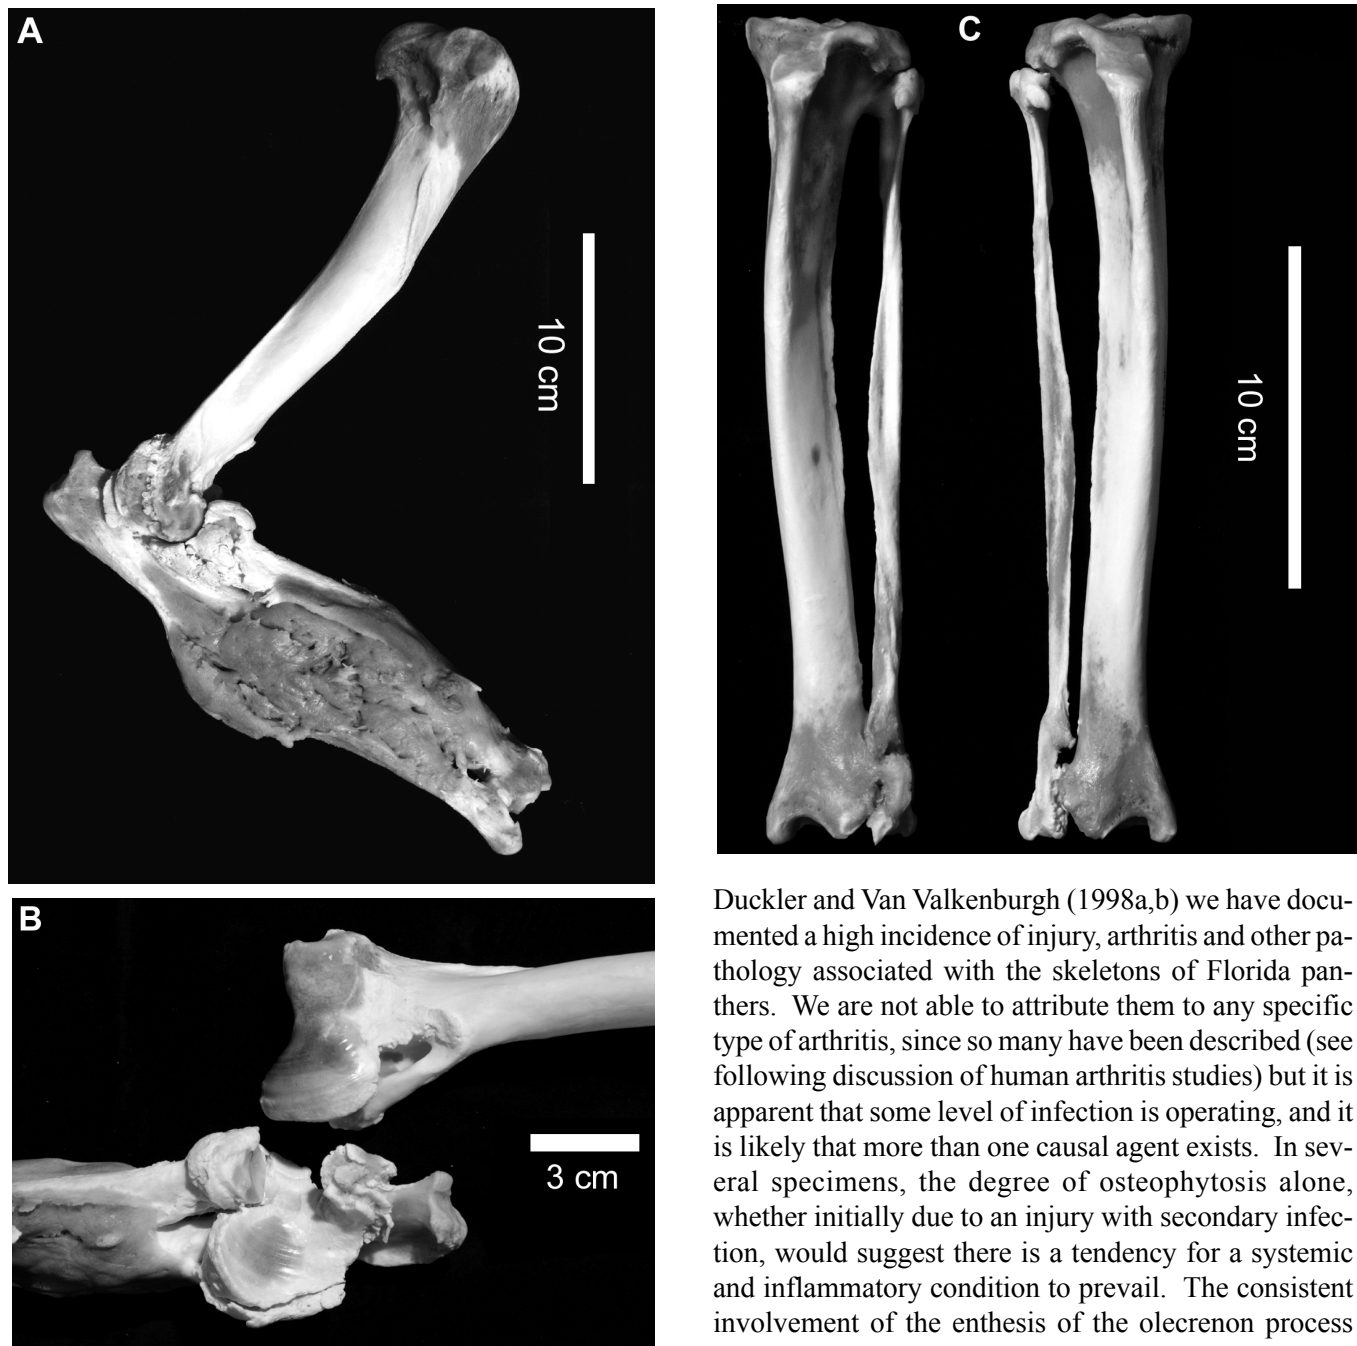 A
10 cm
B
3 cm
C
10 cm
Duckler and Van Valkenburgh (1998a,b) we have docu-
mented a high incidence of injury, arthritis and other pa-
thology associated with the skeletons of Florida pan-
thers. We are not able to attribute them to any specific
type of arthritis, since so many have been described (see
following discussion of human arthritis studies) but it is
apparent that some level of infection is operating, and it
is likely that more than one causal agent exists. In sev-
eral specimens, the degree of osteophytosis alone,
whether initially due to an injury with secondary infec-
tion, would suggest there is a tendency for a systemic
and inflammatory condition to prevail. The consistent
involvement of the enthesis of the olecrenon process